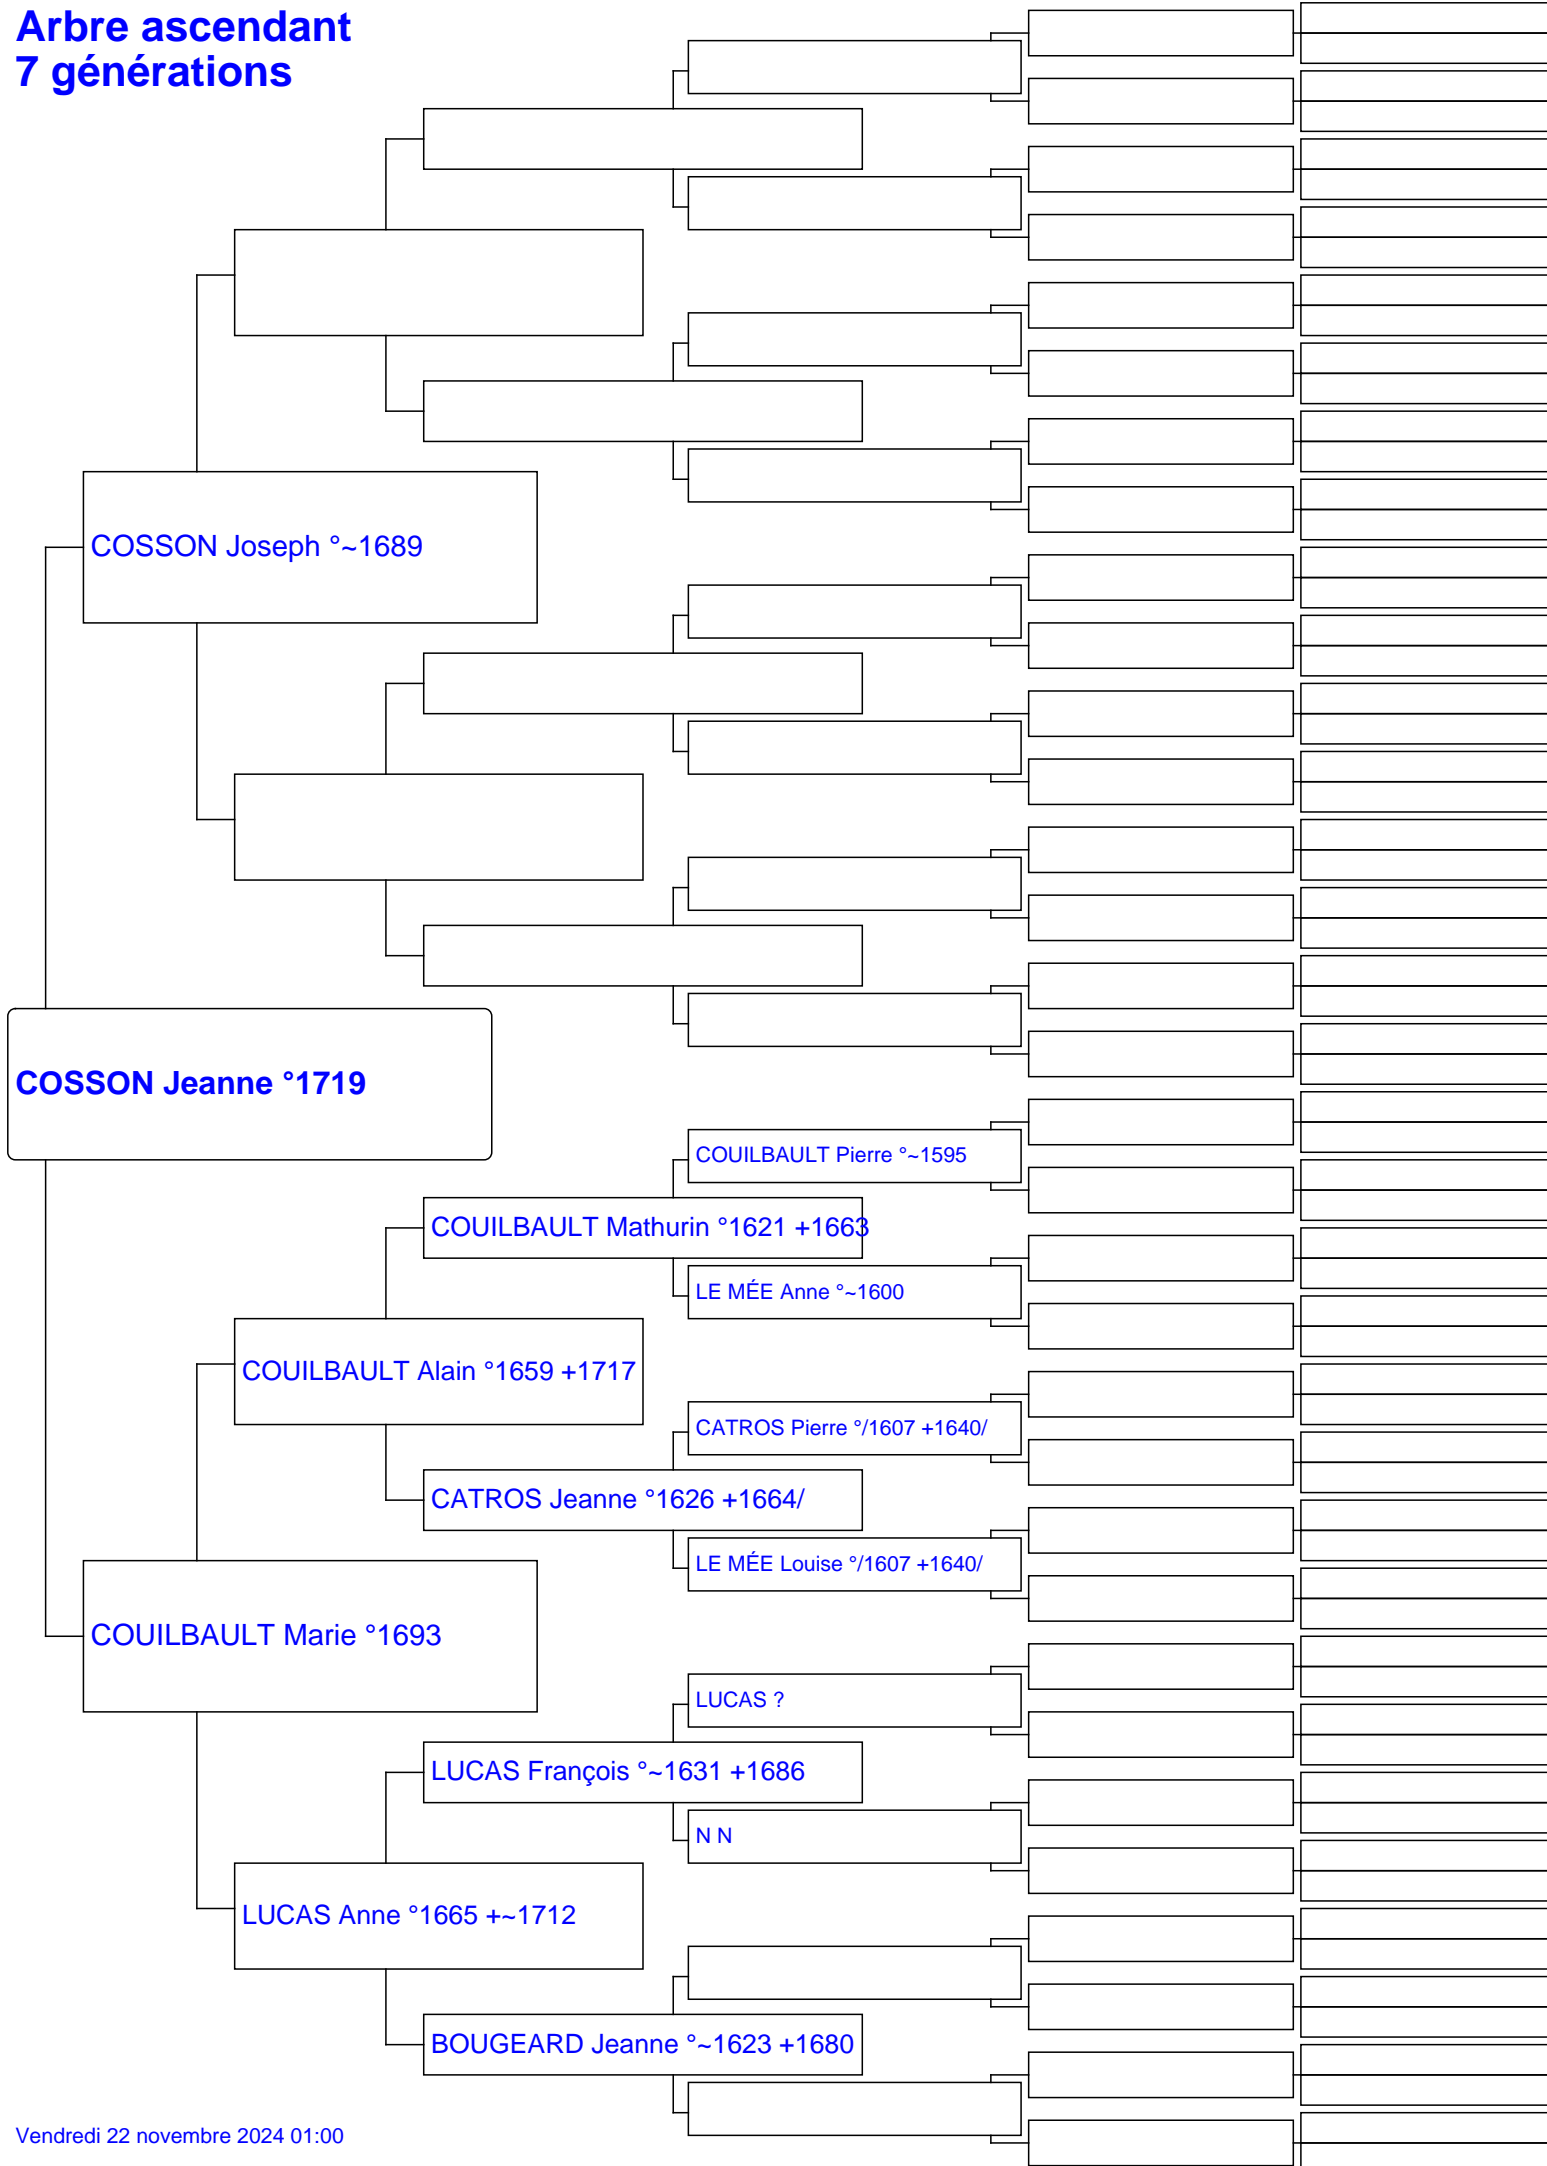 Arbre ascendant
7 générations
COSSON Joseph °~1689
COSSON Jeanne °1719
COUILBAULT Pierre °~1595
COUILBAULT Mathurin °1621 +1663
LE MÉE Anne °~1600
COUILBAULT Alain °1659 +1717
CATROS Pierre °/1607 +1640/
CATROS Jeanne °1626 +1664/
LE MÉE Louise °/1607 +1640/
COUILBAULT Marie °1693
LUCAS ?
LUCAS François °~1631 +1686
N N
LUCAS Anne °1665 +~1712
BOUGEARD Jeanne °~1623 +1680
Vendredi 22 novembre 2024 01:00